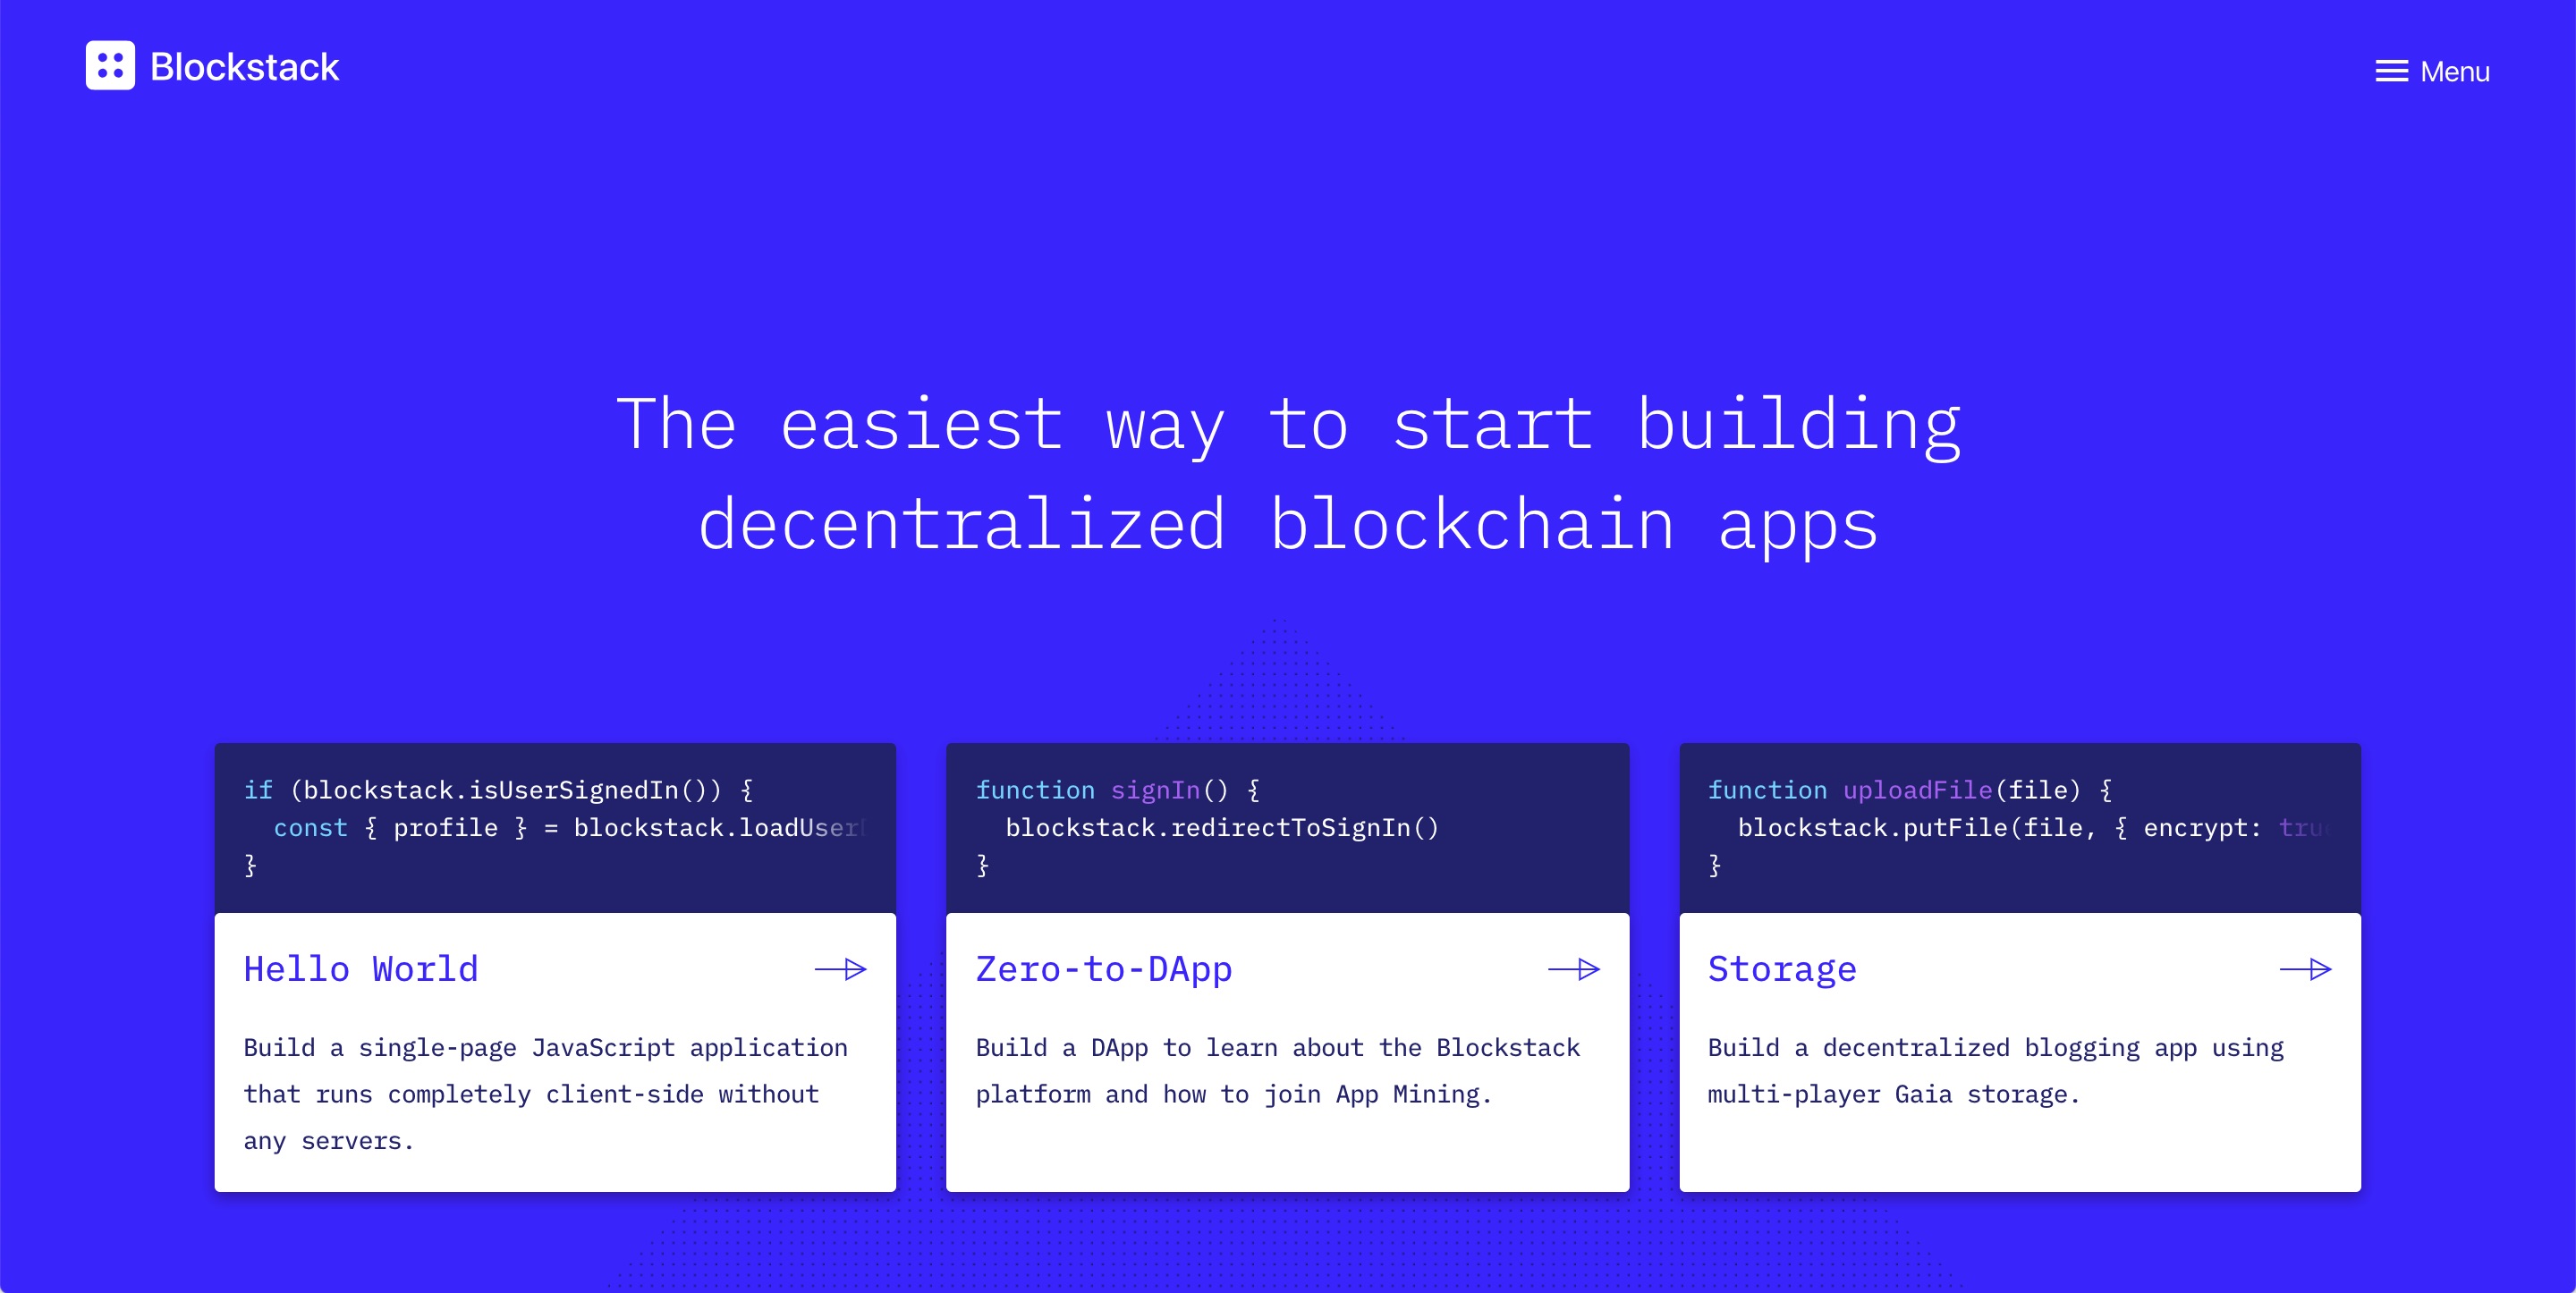 Blockstack
Menu
The easiest way to start building
decentralized blockchain apps
if (blockstack.isUserSignedIn()) {
  const { profile } = blockstack.loadUser
}
Hello World
Build a single-page JavaScript application
that runs completely client-side without
any servers.
function signIn() {
  blockstack.redirectToSignIn()
}
Zero-to-DApp
Build a DApp to learn about the Blockstack
platform and how to join App Mining.
function uploadFile(file) {
  blockstack.putFile(file, { encrypt: tru
}
Storage
Build a decentralized blogging app using
multi-player Gaia storage.